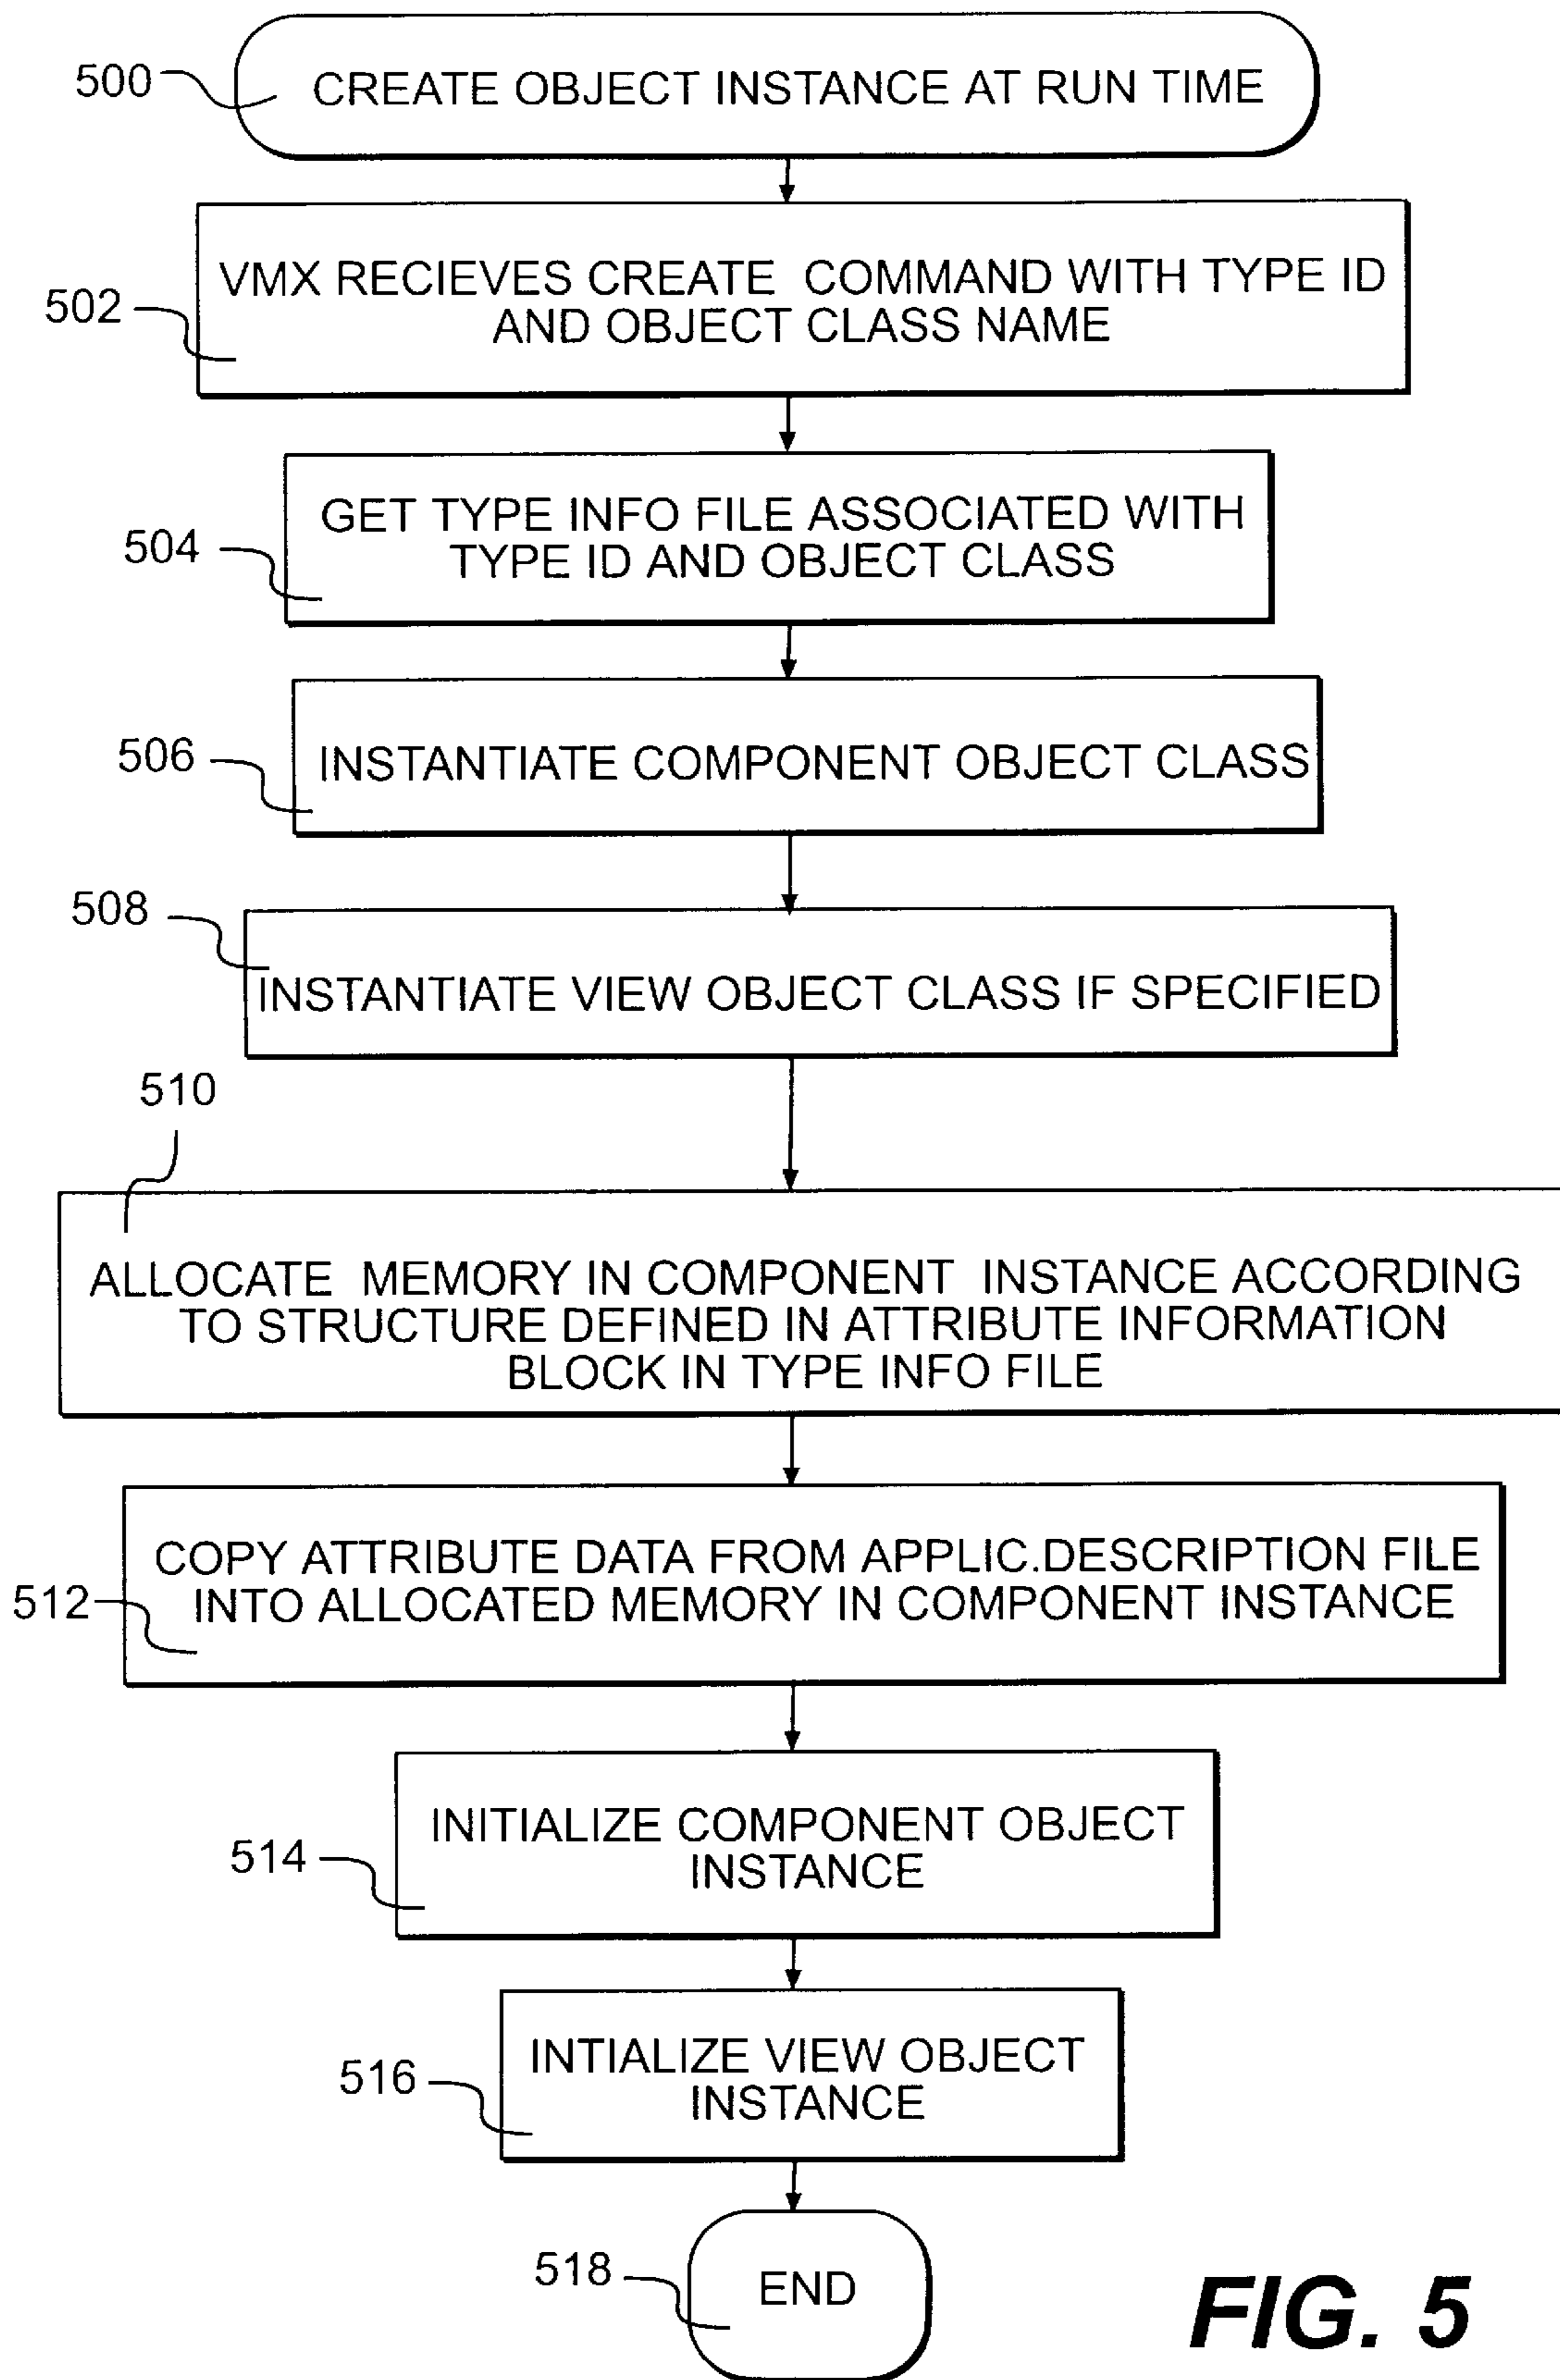 500
CREATE OBJECT INSTANCE AT RUN TIME
502
VMX RECIEVES CREATE COMMAND WITH TYPE ID
AND OBJECT CLASS NAME
504
GET TYPE INFO FILE ASSOCIATED WITH
TYPE ID AND OBJECT CLASS
506
INSTANTIATE COMPONENT OBJECT CLASS
508
INSTANTIATE VIEW OBJECT CLASS IF SPECIFIED
510
ALLOCATE MEMORY IN COMPONENT INSTANCE ACCORDING
TO STRUCTURE DEFINED IN ATTRIBUTE INFORMATION
BLOCK IN TYPE INFO FILE
512
COPY ATTRIBUTE DATA FROM APPLIC.DESCRIPTION FILE
INTO ALLOCATED MEMORY IN COMPONENT INSTANCE
514
INITIALIZE COMPONENT OBJECT
INSTANCE
516
INTIALIZE VIEW OBJECT
INSTANCE
518
END
FIG. 5